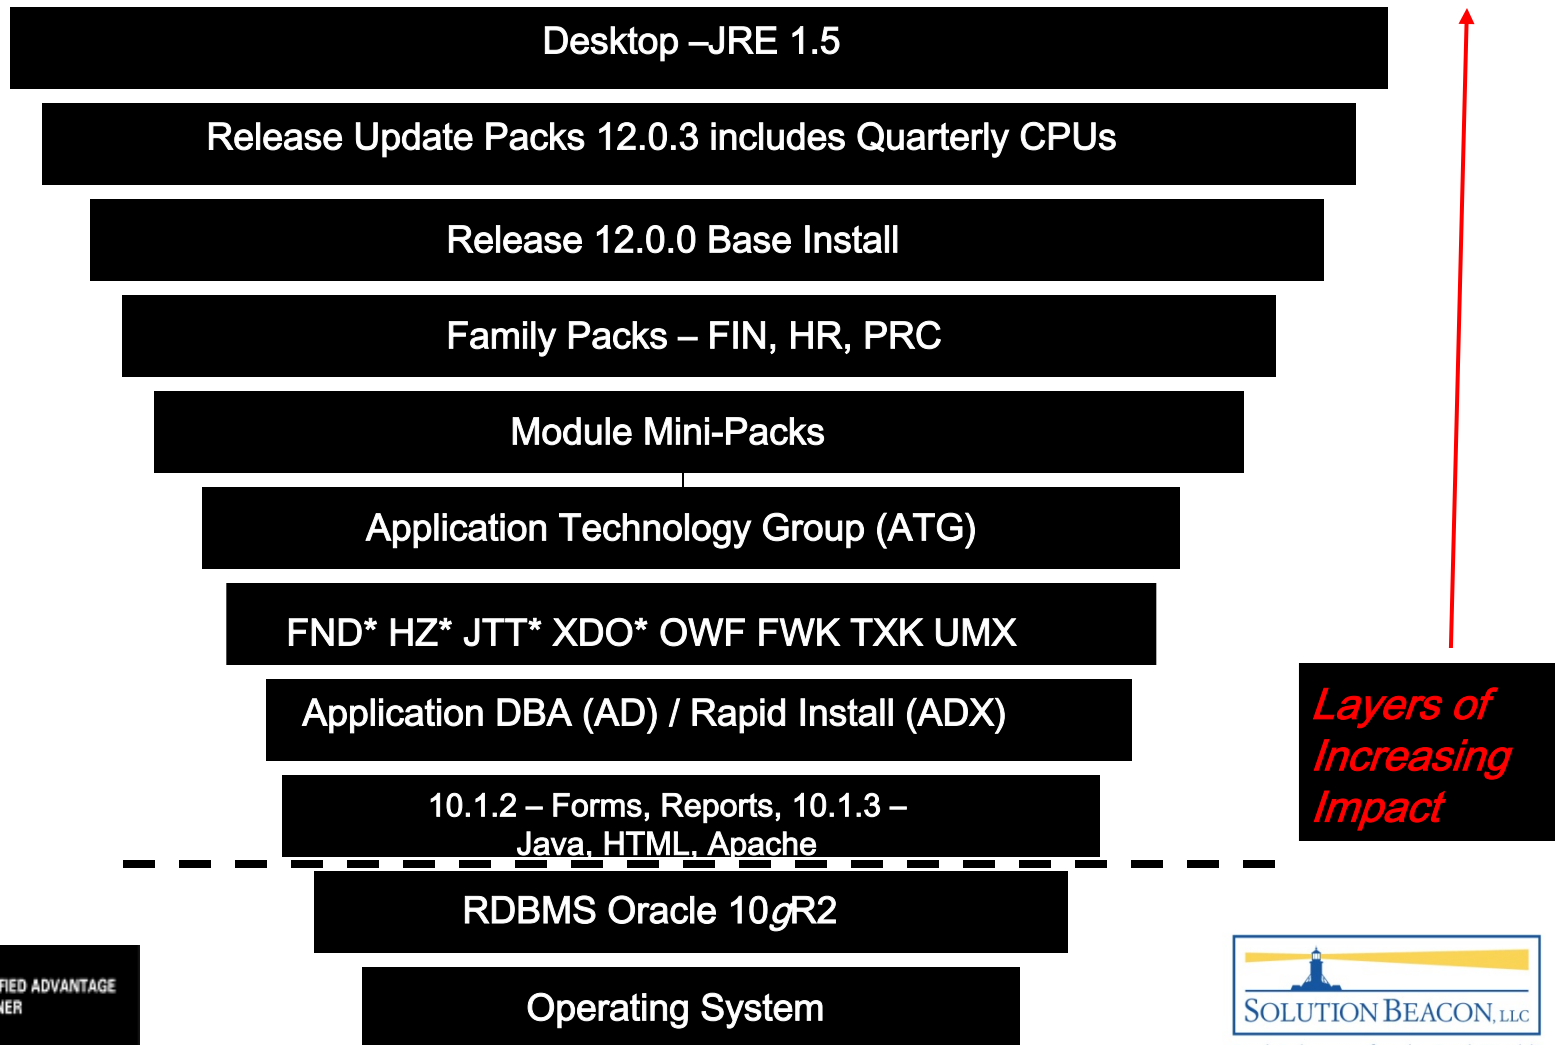 Desktop –JRE 1.5
Release Update Packs 12.0.3 includes Quarterly CPUs
Release 12.0.0 Base Install
Family Packs – FIN, HR, PRC
Module Mini-Packs
Application Technology Group (ATG)
FND* HZ* JTT* XDO* OWF FWK TXK UMX
Application DBA (AD) / Rapid Install (ADX)
10.1.2 – Forms, Reports, 10.1.3 –
Java, HTML, Apache
RDBMS Oracle 10gR2
Operating System
Layers of
Increasing
Impact
ADVANTAGE
SOLUTION BEACON, LLC